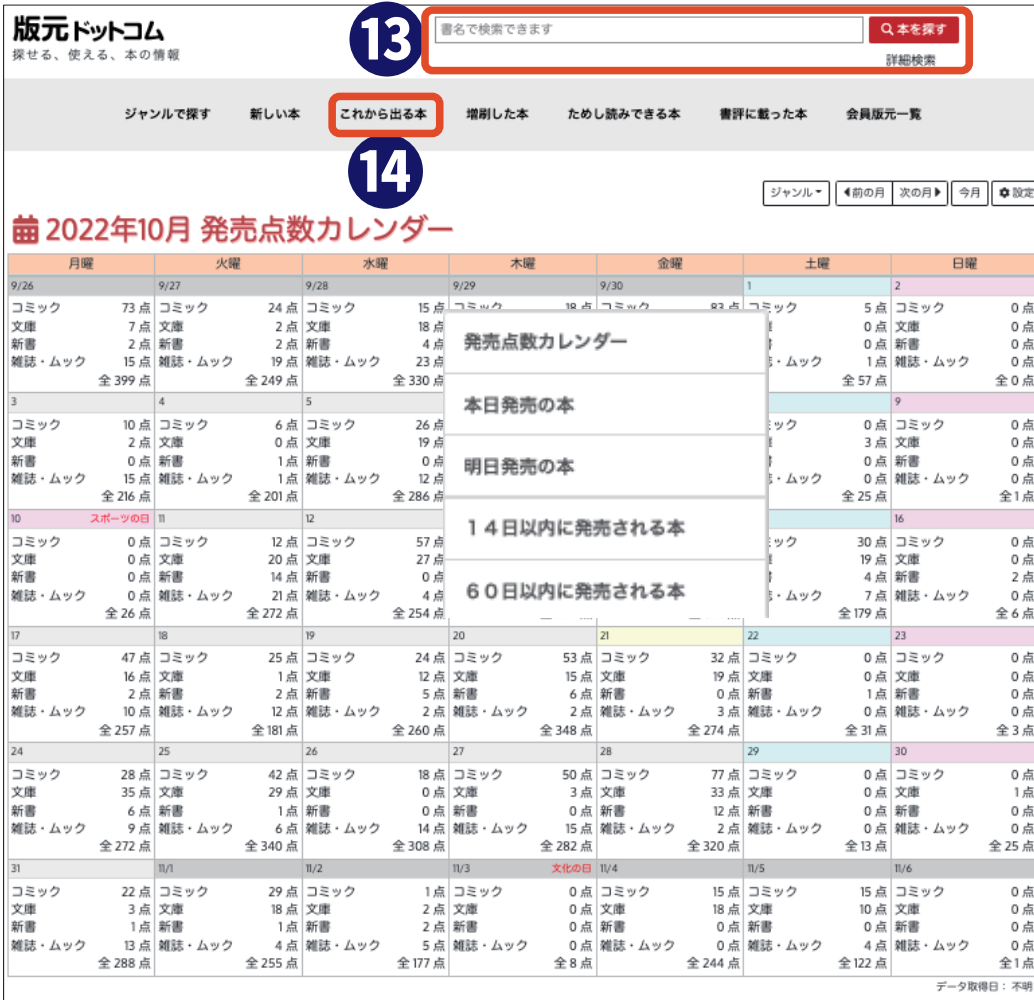 版元ドットコム
探せる、使える、本の情報
13
書名で検索できます
本を探す
詳細検索
ジャンルで探す 新しい本 これから出る本 増刷した本 ためし読みできる本 書評に載った本 会員版元一覧
14
ジャンル 前の月 次の月 今月 設定
2022年10月 発売点数カレンダー
月曜 火曜 水曜 木曜 金曜 土曜 日曜
9/26 9/27 9/28 9/29 9/30 1 2
コミック 73点 コミック 24点 コミック 15点 コミック 18点 コミック 83点 コミック 5点 コミック 0点
文庫 7点 文庫 2点 文庫 18点 0点 文庫 0点
新書 2点 新書 2点 新書 4点 0点 新書 0点
雑誌・ムック 15点 雑誌・ムック 19点 雑誌・ムック 23点 ・ムック 1点 雑誌・ムック 0点
全399点 全249点 全330点 全57点 全0点
発売点数カレンダー
本日発売の本
明日発売の本
14日以内に発売される本
60日以内に発売される本
3 4 5 9
コミック 10点 コミック 6点 コミック 26点 ミック 0点 コミック 0点
文庫 2点 文庫 0点 文庫 19点 3点 文庫 0点
新書 0点 新書 1点 新書 0点 0点 新書 0点
雑誌・ムック 15点 雑誌・ムック 1点 雑誌・ムック 12点 ・ムック 0点 雑誌・ムック 0点
全216点 全201点 全286点 全25点 全1点
10 スポーツの日 11 12 16
コミック 0点 コミック 12点 コミック 57点 ミック 30点 コミック 0点
文庫 0点 文庫 20点 文庫 27点 19点 文庫 0点
新書 0点 新書 14点 新書 0点 4点 新書 2点
雑誌・ムック 0点 雑誌・ムック 21点 雑誌・ムック 4点 ・ムック 7点 雑誌・ムック 0点
全26点 全272点 全254点 全179点 全6点
17 18 19 20 21 22 23
コミック 47点 コミック 25点 コミック 24点 コミック 53点 コミック 32点 コミック 0点 コミック 0点
文庫 16点 文庫 1点 文庫 12点 文庫 15点 文庫 19点 文庫 0点 文庫 0点
新書 2点 新書 2点 新書 5点 新書 6点 新書 0点 新書 1点 新書 0点
雑誌・ムック 10点 雑誌・ムック 12点 雑誌・ムック 2点 雑誌・ムック 2点 雑誌・ムック 3点 雑誌・ムック 0点 雑誌・ムック 0点
全257点 全181点 全260点 全348点 全274点 全31点 全3点
24 25 26 27 28 29 30
コミック 28点 コミック 42点 コミック 18点 コミック 50点 コミック 77点 コミック 0点 コミック 0点
文庫 35点 文庫 29点 文庫 0点 文庫 3点 文庫 33点 文庫 0点 文庫 1点
新書 6点 新書 1点 新書 0点 新書 0点 新書 12点 新書 0点 新書 0点
雑誌・ムック 9点 雑誌・ムック 6点 雑誌・ムック 14点 雑誌・ムック 15点 雑誌・ムック 2点 雑誌・ムック 0点 雑誌・ムック 0点
全272点 全340点 全308点 全282点 全320点 全13点 全25点
31 11/1 11/2 11/3 文化の日 11/4 11/5 11/6
コミック 22点 コミック 29点 コミック 1点 コミック 0点 コミック 15点 コミック 15点 コミック 0点
文庫 3点 文庫 18点 文庫 2点 文庫 0点 文庫 18点 文庫 10点 文庫 0点
新書 1点 新書 1点 新書 2点 新書 0点 新書 0点 新書 0点 新書 0点
雑誌・ムック 13点 雑誌・ムック 4点 雑誌・ムック 5点 雑誌・ムック 0点 雑誌・ムック 0点 雑誌・ムック 4点 雑誌・ムック 0点
全288点 全255点 全177点 全8点 全244点 全122点 全1点
データ取得日： 不明